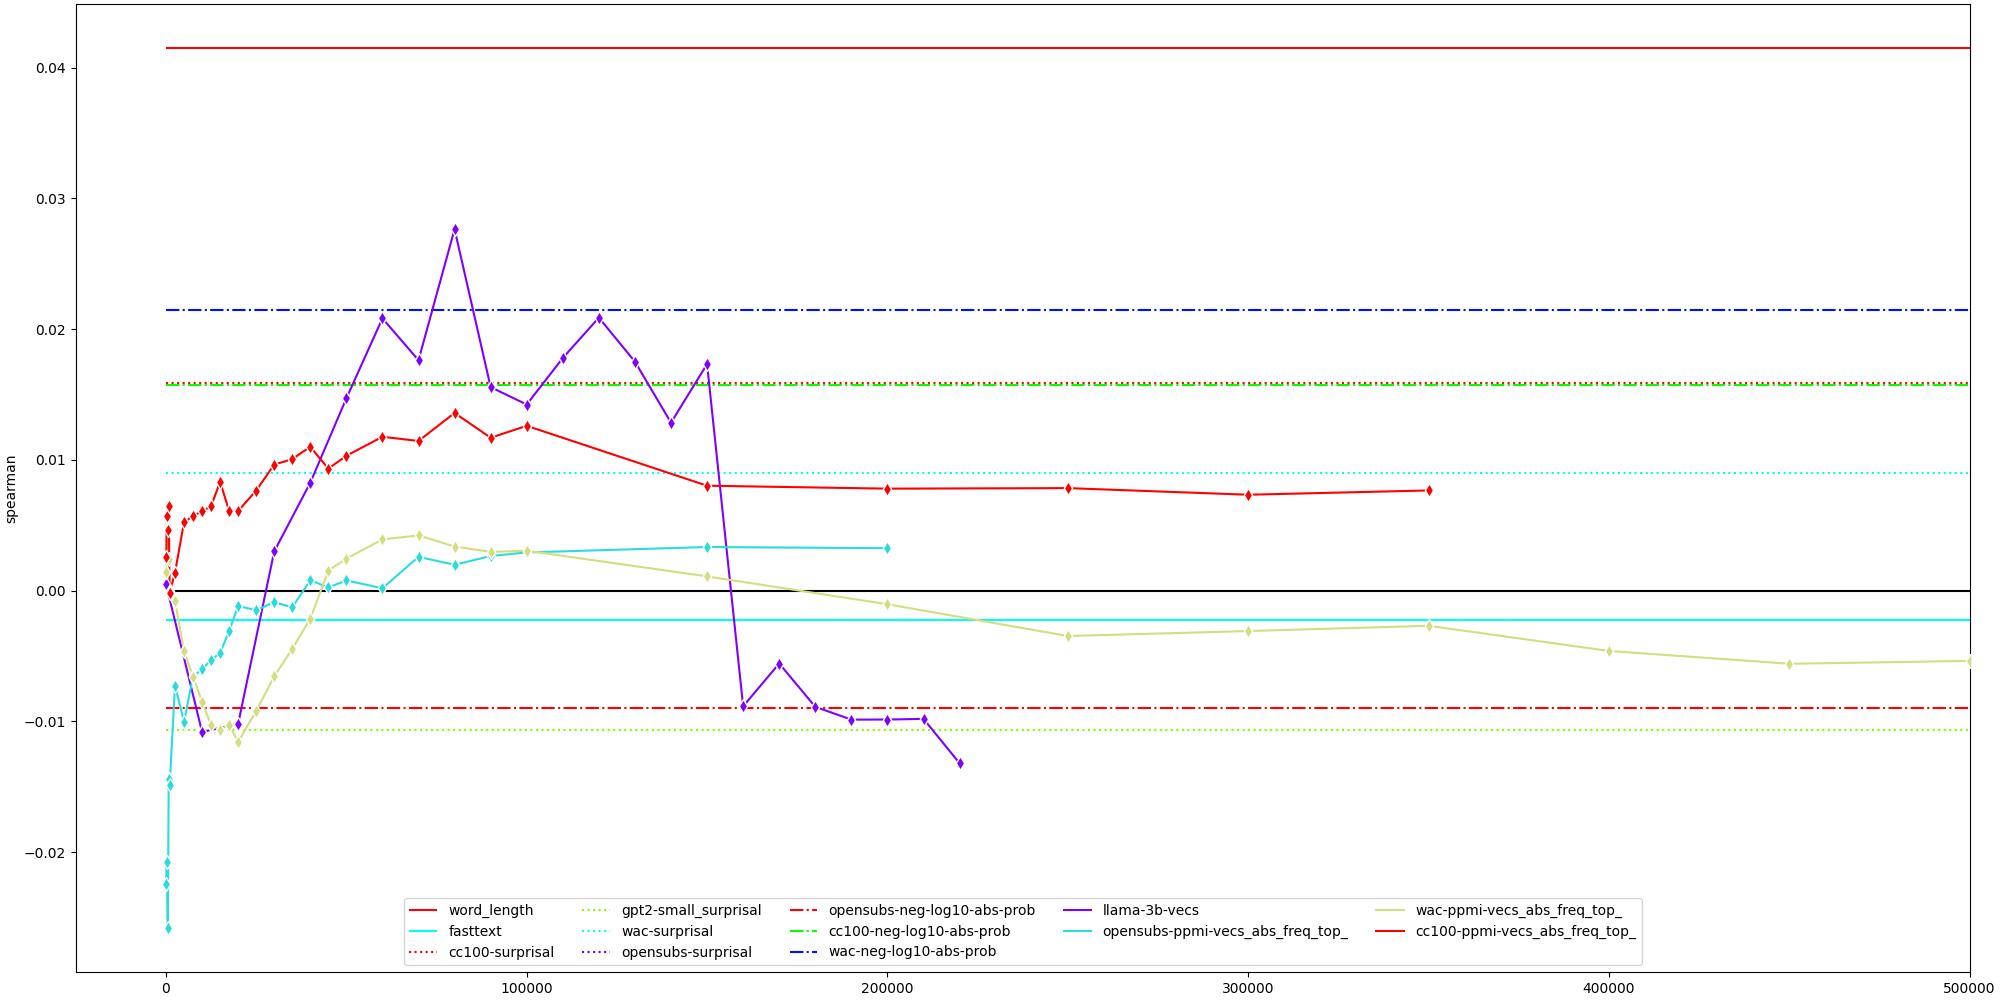 0.04
0.03
0.02
0.01
0.00
−0.01
−0.02
spearman
word_length
fasttext
cc100-surprisal
gpt2-small_surprisal
wac-surprisal
opensubs-surprisal
opensubs-neg-log10-abs-prob
cc100-neg-log10-abs-prob
wac-neg-log10-abs-prob
llama-3b-vecs
opensubs-ppmi-vecs_abs_freq_top_
wac-ppmi-vecs_abs_freq_top_
cc100-ppmi-vecs_abs_freq_top_
0 100000 200000 300000 400000 500000